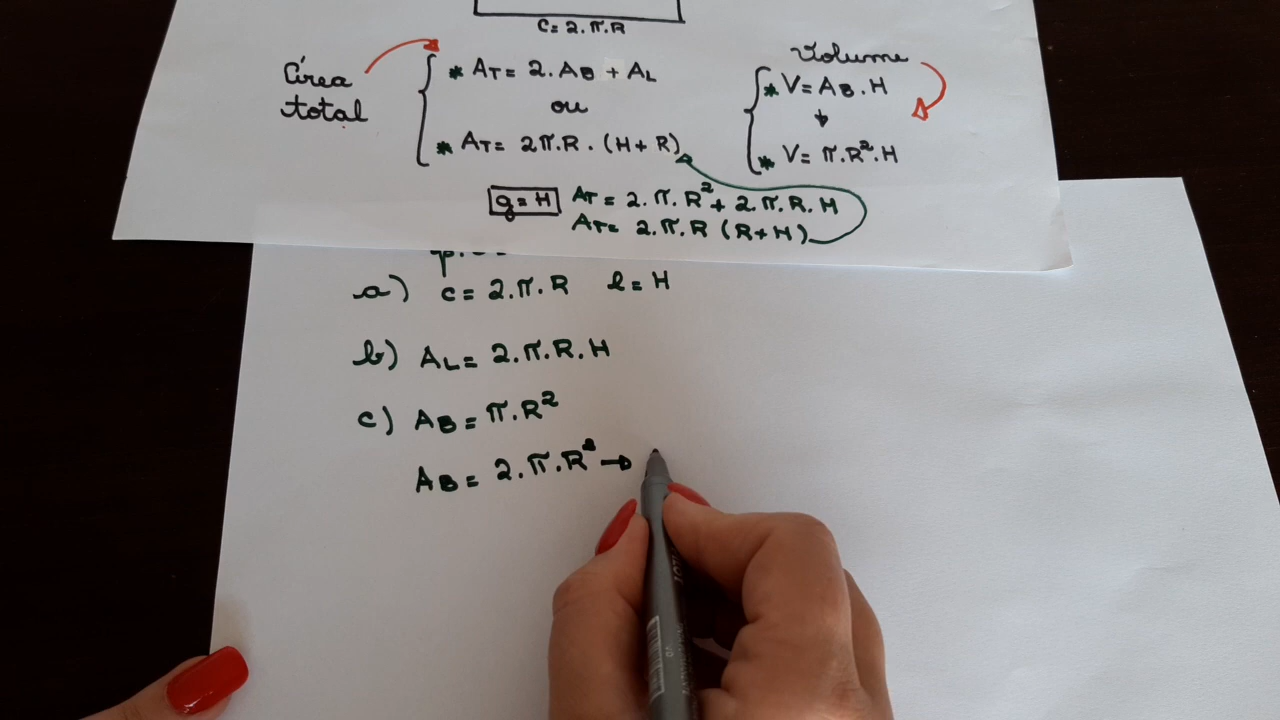 C = 2.π.R
Área total
* AT = 2.AB + AL
ou
* AT = 2π.R . (H + R)
Volume
* V = AB . H
* V = π.R².H
g = H
AT = 2.π.R² + 2.π.R.H
AT = 2.π.R (R + H)
a) c = 2.π.R l = H
b) AL = 2.π.R.H
c) AB = π.R²
AB = 2.π.R² →